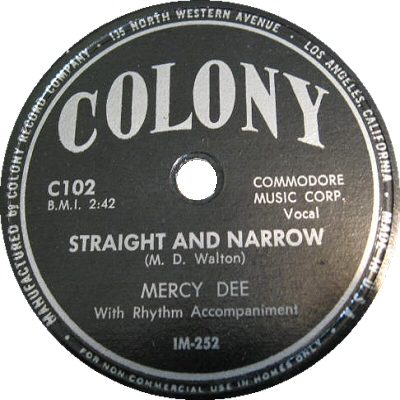 MANUFACTURED by COLONY RECORD COMPANY • 135 NORTH WESTERN AVENUE • LOS ANGELES, CALIFORNIA • MADE IN U.S.A.
COLONY
C102
B.M.I. 2:42
COMMODORE
MUSIC CORP.
Vocal
STRAIGHT AND NARROW
(M. D. Walton)
MERCY DEE
With Rhythm Accompaniment
IM-252
• FOR NON-COMMERCIAL USE IN HOMES ONLY •